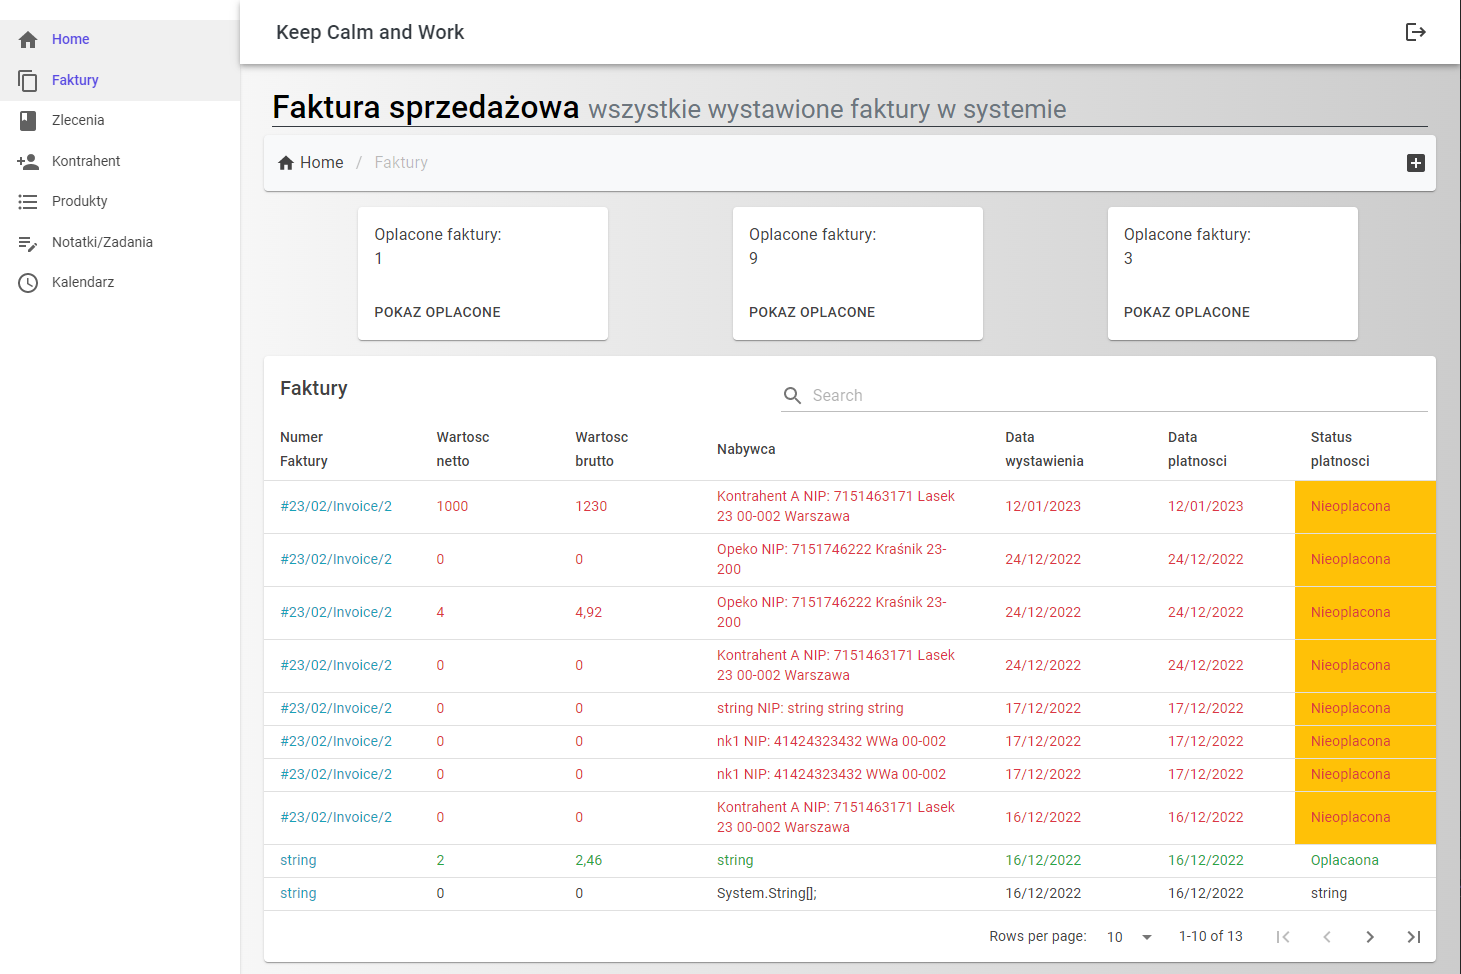 Keep Calm and Work
Home
Faktury
Zlecenia
Kontrahent
Produkty
Notatki/Zadania
Kalendarz
Faktura sprzedażowa wszystkie wystawione faktury w systemie
Home / Faktury
Oplacone faktury:
1
POKAZ OPLACONE
Oplacone faktury:
9
POKAZ OPLACONE
Oplacone faktury:
3
POKAZ OPLACONE
Faktury
Search
Numer Faktury Wartosc netto Wartosc brutto Nabywca Data wystawienia Data platnosci Status platnosci
#23/02/Invoice/2 1000 1230 Kontrahent A NIP: 7151463171 Lasek 23 00-002 Warszawa 12/01/2023 12/01/2023 Nieoplacona
#23/02/Invoice/2 0 0 Opeko NIP: 7151746222 Kraśnik 23-200 24/12/2022 24/12/2022 Nieoplacona
#23/02/Invoice/2 4 4,92 Opeko NIP: 7151746222 Kraśnik 23-200 24/12/2022 24/12/2022 Nieoplacona
#23/02/Invoice/2 0 0 Kontrahent A NIP: 7151463171 Lasek 23 00-002 Warszawa 24/12/2022 24/12/2022 Nieoplacona
#23/02/Invoice/2 0 0 string NIP: string string string 17/12/2022 17/12/2022 Nieoplacona
#23/02/Invoice/2 0 0 nk1 NIP: 41424323432 WWa 00-002 17/12/2022 17/12/2022 Nieoplacona
#23/02/Invoice/2 0 0 nk1 NIP: 41424323432 WWa 00-002 17/12/2022 17/12/2022 Nieoplacona
#23/02/Invoice/2 0 0 Kontrahent A NIP: 7151463171 Lasek 23 00-002 Warszawa 16/12/2022 16/12/2022 Nieoplacona
string 2 2,46 string 16/12/2022 16/12/2022 Oplacaona
string 0 0 System.String[]; 16/12/2022 16/12/2022 string
Rows per page: 10 1-10 of 13